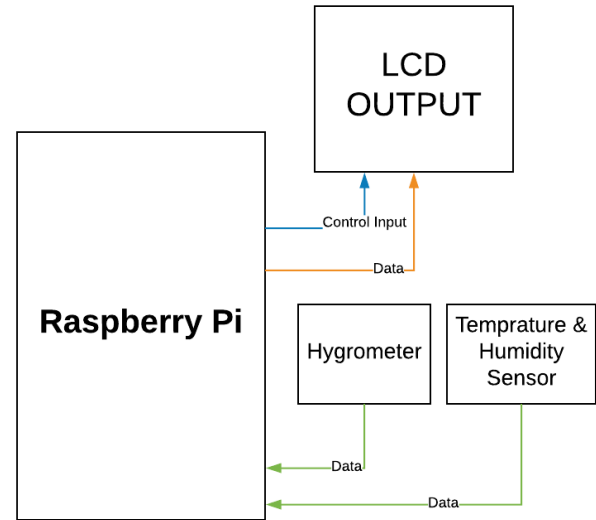 LCD
OUTPUT
Control Input
Data
Raspberry Pi
Hygrometer
Temprature &
Humidity
Sensor
Data
Data